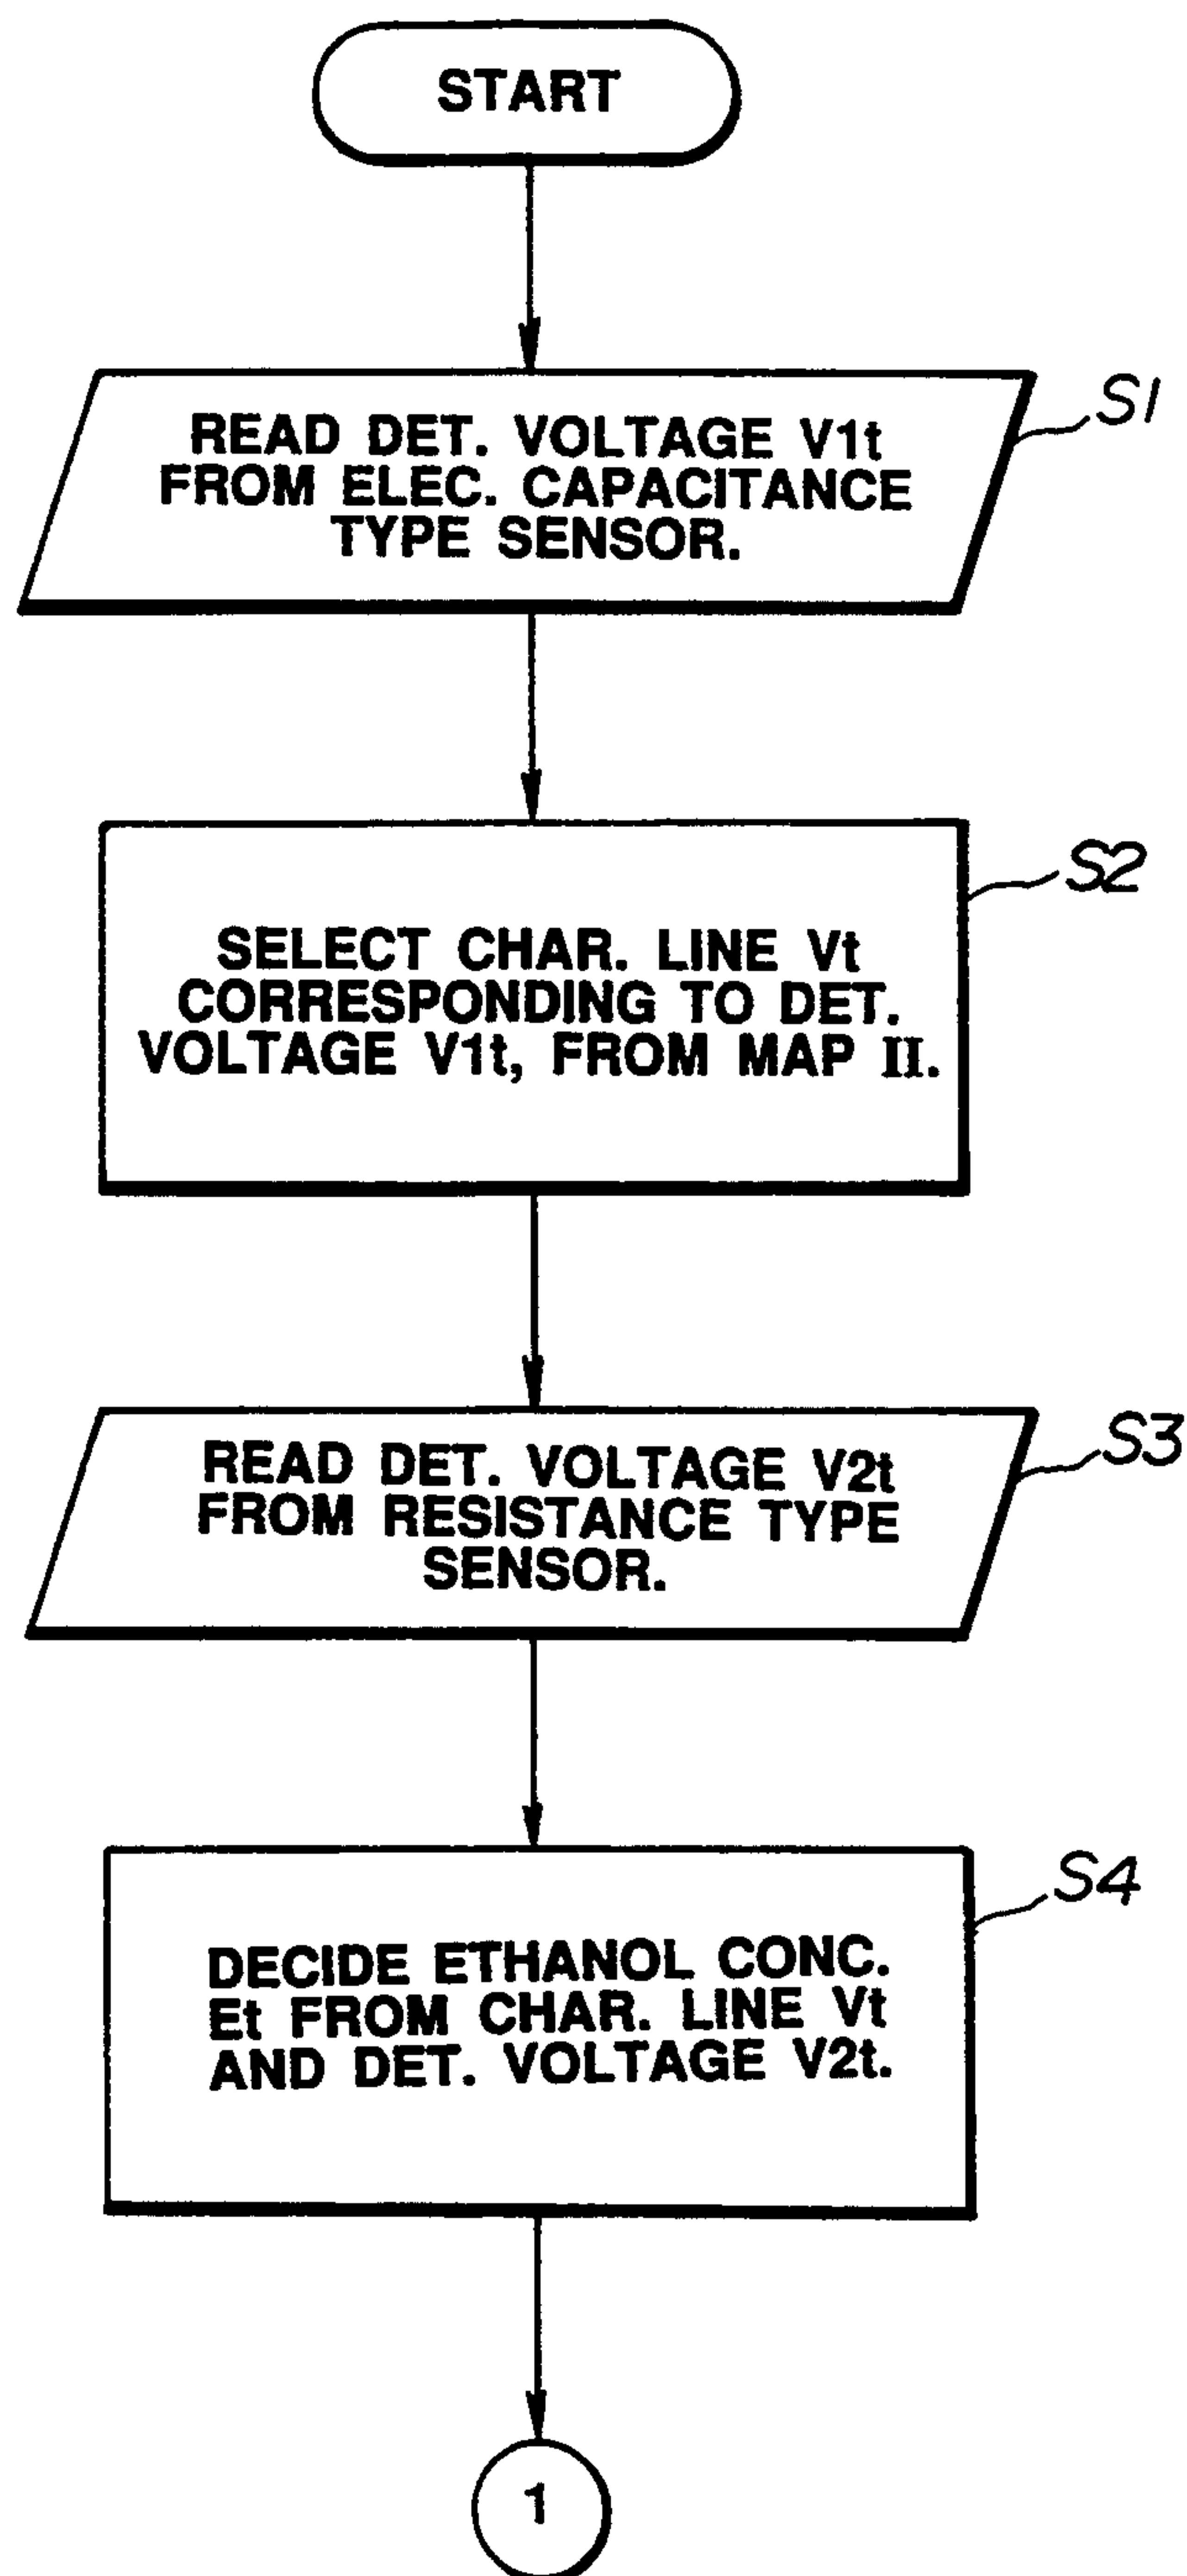 START
READ DET. VOLTAGE V1t
FROM ELEC. CAPACITANCE
TYPE SENSOR.
S1
SELECT CHAR. LINE Vt
CORRESPONDING TO DET.
VOLTAGE V1t, FROM MAP II.
S2
READ DET. VOLTAGE V2t
FROM RESISTANCE TYPE
SENSOR.
S3
DECIDE ETHANOL CONC.
Et FROM CHAR. LINE Vt
AND DET. VOLTAGE V2t.
S4
1